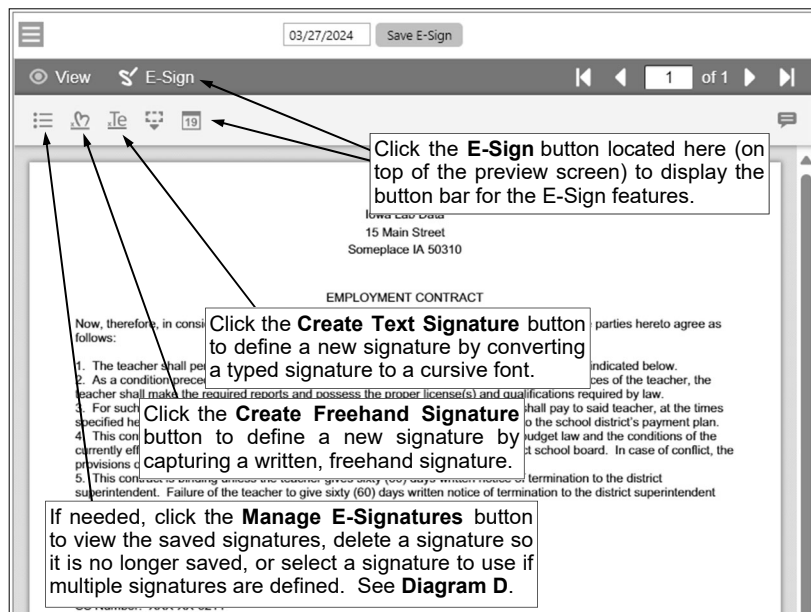 03/27/2024 Save E-Sign
View E-Sign 1 of 1
Te 19
Click the E-Sign button located here (on
top of the preview screen) to display the
button bar for the E-Sign features.
15 Main Street
Someplace IA 50310
EMPLOYMENT CONTRACT
Now, therefore, in consi parties hereto agree as
follows:
Click the Create Text Signature button
to define a new signature by converting
a typed signature to a cursive font.
1. The teacher shall per indicated below.
2. As a condition prece ces of the teacher, the
teacher shall make the required reports and possess the proper license(s) and qualifications required by law.
3. For such hall pay to said teacher, at the times
specified he o the school district's payment plan.
4. This con udget law and the conditions of the
currently eff ct school board. In case of conflict, the
provisions
Click the Create Freehand Signature
button to define a new signature by
capturing a written, freehand signature.
5. This contract is binding unless the teacher gives sixty (60) days written notice of termination to the district
superintendent. Failure of the teacher to give sixty (60) days written notice of termination to the district superintendent
If needed, click the Manage E-Signatures button
to view the saved signatures, delete a signature so
it is no longer saved, or select a signature to use if
multiple signatures are defined. See Diagram D.